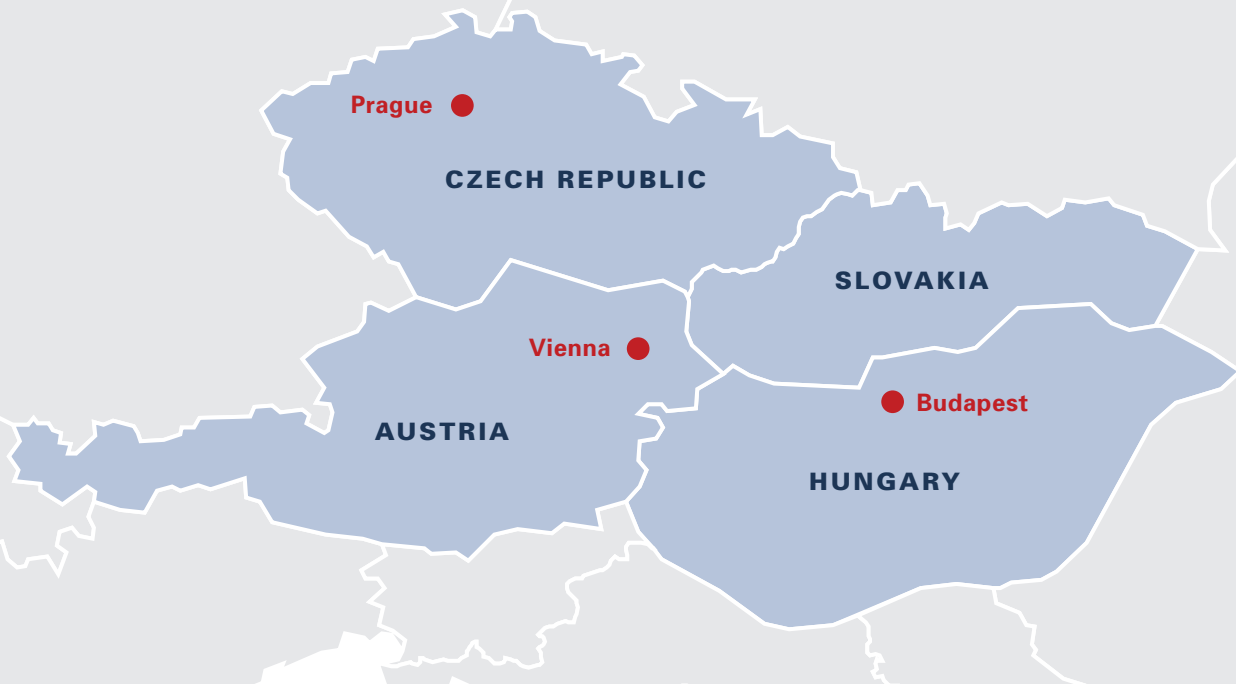 Prague
CZECH REPUBLIC
SLOVAKIA
Vienna
Budapest
AUSTRIA
HUNGARY